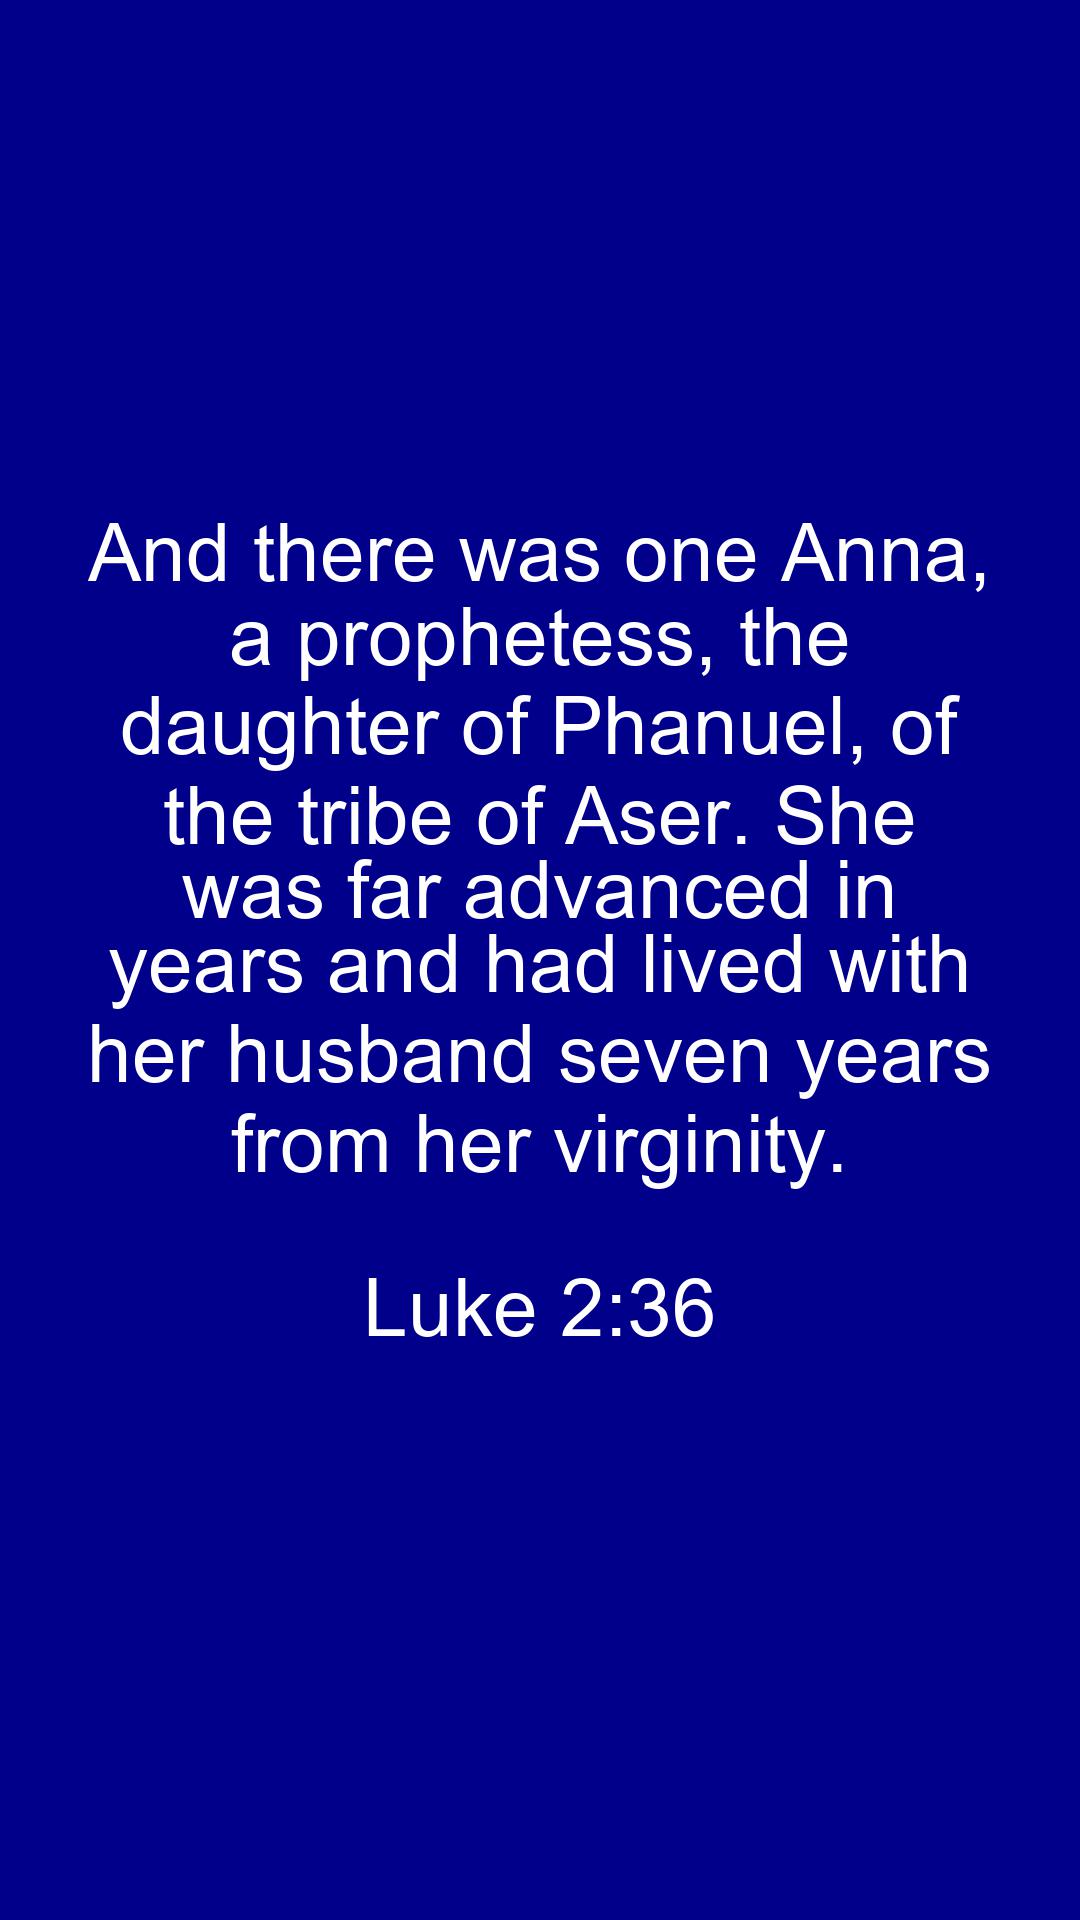 And there was one Anna,
a prophetess, the
daughter of Phanuel, of
the tribe of Aser. She
was far advanced in
years and had lived with
her husband seven years
from her virginity.
Luke 2:36